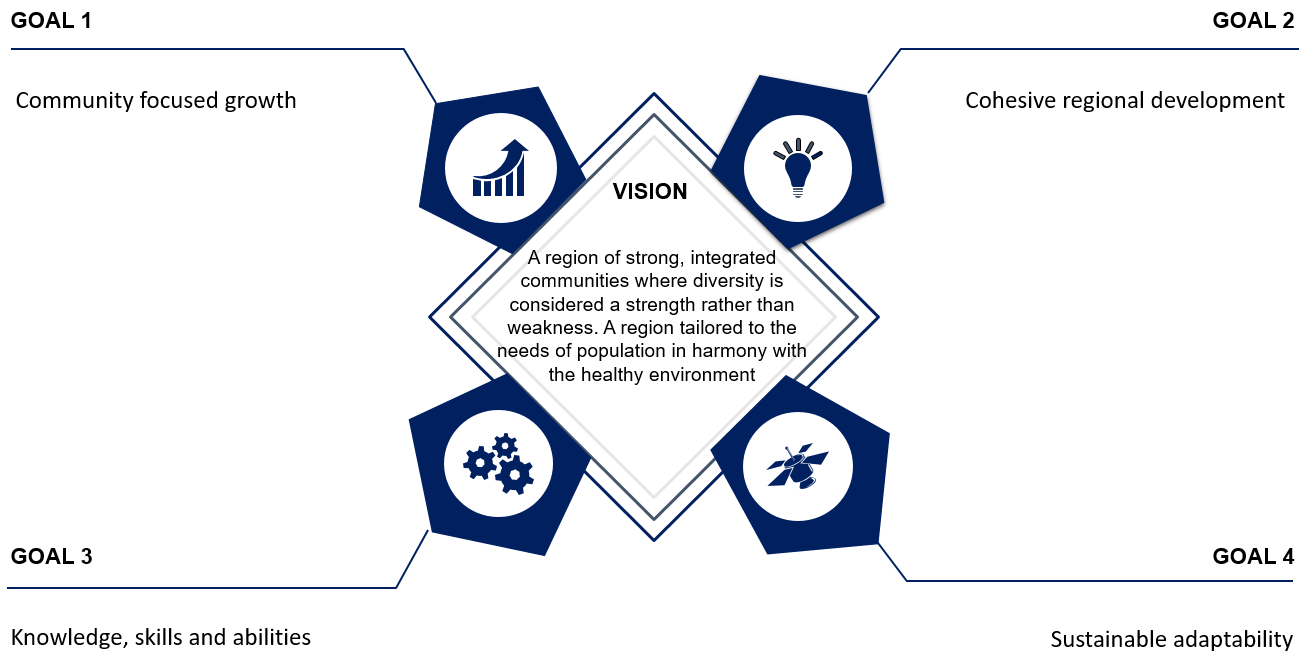 GOAL 1
GOAL 2
Community focused growth
Cohesive regional development
VISION
A region of strong, integrated
communities where diversity is
considered a strength rather than
weakness. A region tailored to the
needs of population in harmony with
the healthy environment
GOAL 3
GOAL 4
Knowledge, skills and abilities
Sustainable adaptability